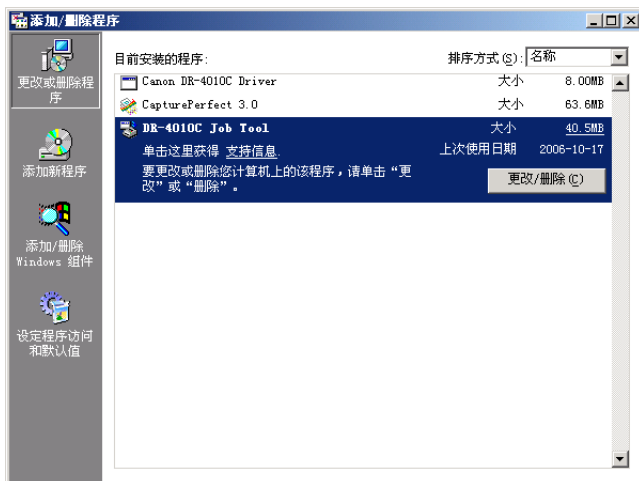 添加/删除程序
更改或删除程
序
添加新程序
添加/删除
Windows 组件
设定程序访问
和默认值
目前安装的程序:
排序方式(S): 名称
Canon DR-4010C Driver 大小 8.00MB
CapturePerfect 3.0 大小 63.6MB
DR-4010C Job Tool 大小 40.5MB
单击这里获得 支持信息. 上次使用日期 2006-10-17
要更改或删除您计算机上的该程序，请单击“更
改”或“删除”。
更改/删除(C)